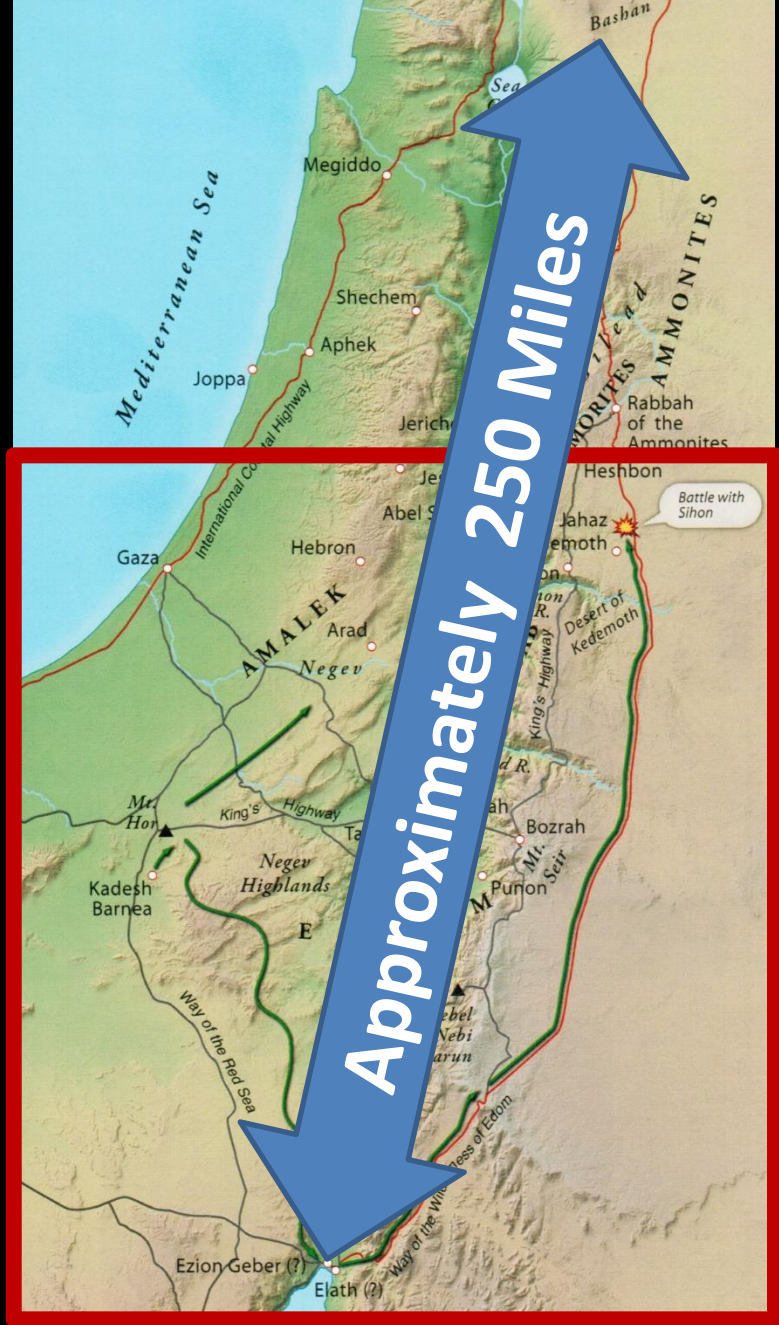 Bashan
Sea
Megiddo
Mediterranean Sea
AMMONITES
Shechem
Aphek
Joppa
International
Highway
Rabbah
of the
Ammonites
Approximately 250 Miles
Heshbon
Battle with
Sihon
Jahaz
Gaza
Hebron
Abel
R.
Desert of
Kedemoth
AMALEK
Arad
Negev
King's Highway
R.
Mt.
Hor
King's Highway
Bozrah
Mt.
Seir
Negev
Highlands
Punon
Kadesh
Barnea
E
M
Way of the Red Sea
Way of the
of Edom
Ezion Geber (?)
Elath (?)